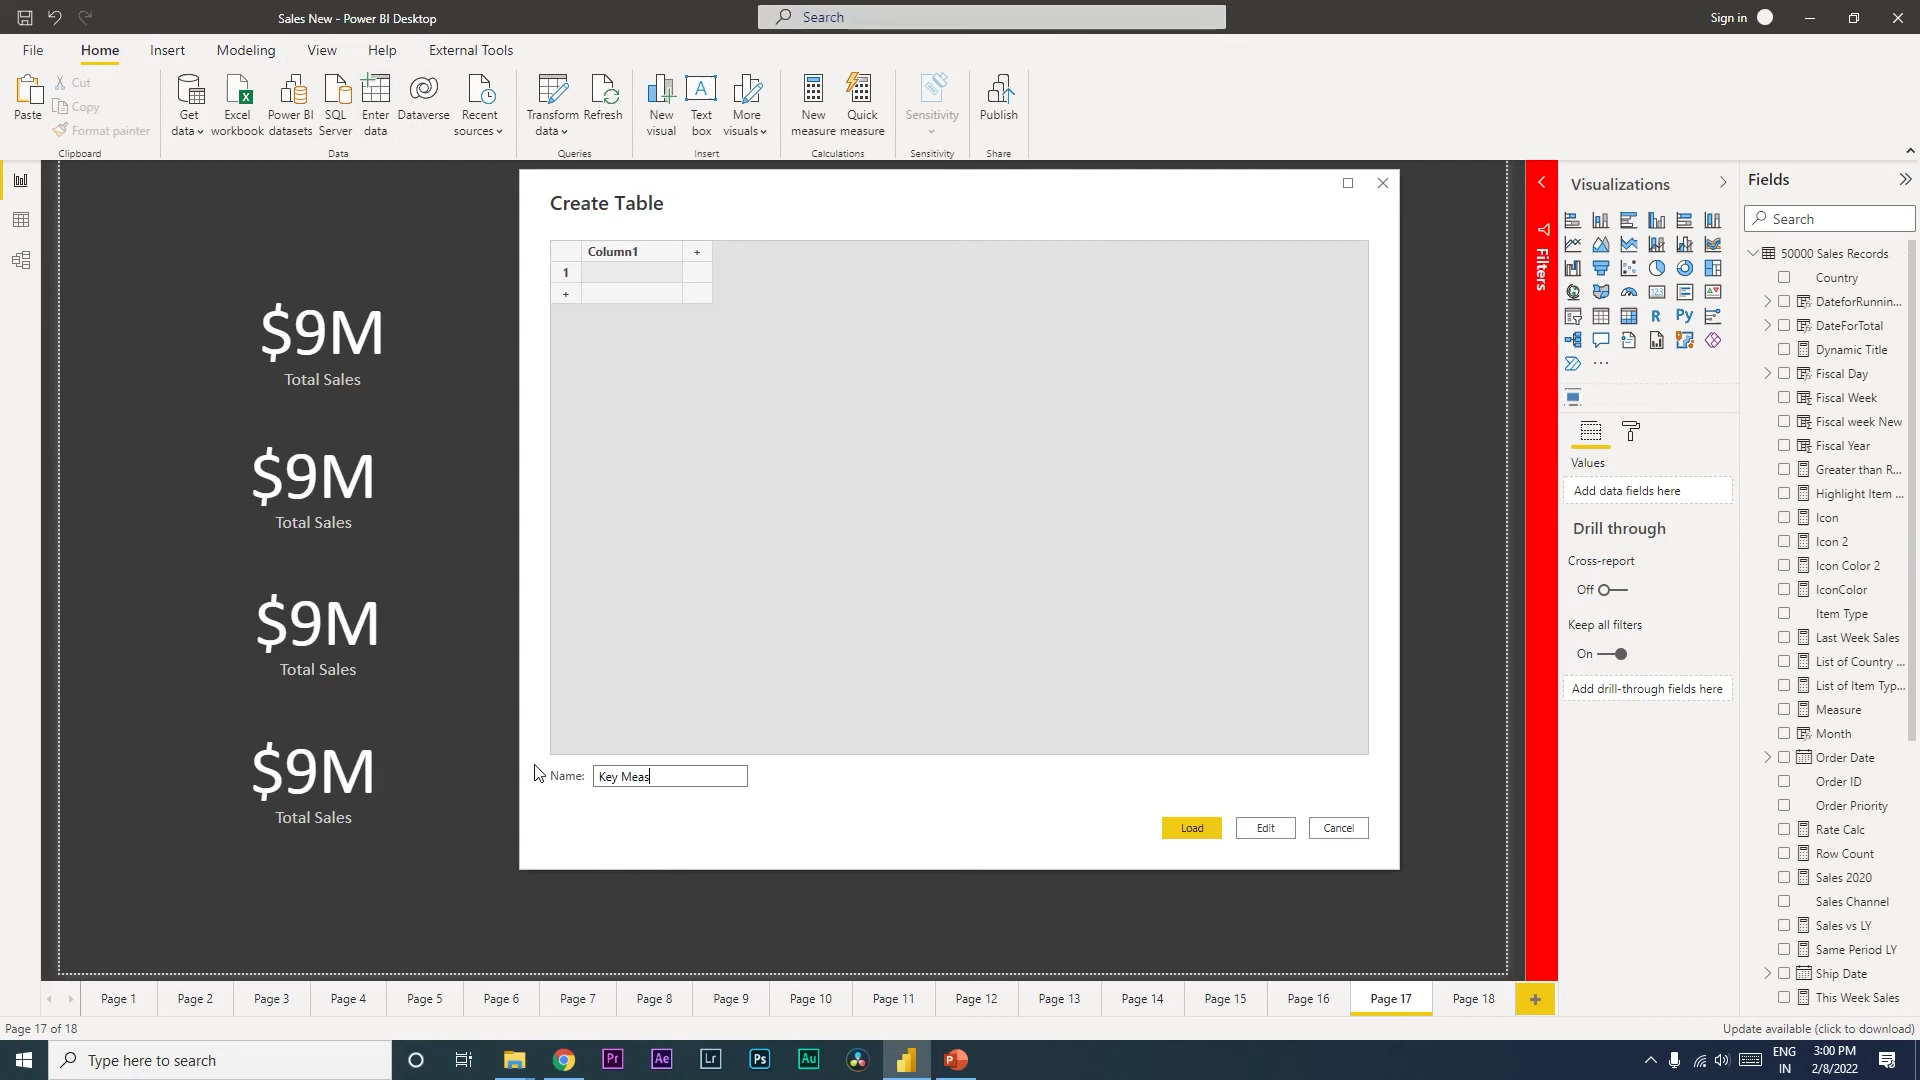 Sales New - Power BI Desktop
Search
Sign in
File
Home
Insert
Modeling
View
Help
External Tools
Paste
Cut
Copy
Format painter
Clipboard
Get data
Excel workbook
Power BI datasets
SQL Server
Enter data
Dataverse
Recent sources
Data
Transform data
Refresh
Queries
New visual
Text box
More visuals
Insert
New measure
Quick measure
Calculations
Sensitivity
Sensitivity
Publish
Share
$9M
Total Sales
$9M
Total Sales
$9M
Total Sales
$9M
Total Sales
Create Table
Column1 +
1
+
Name: Key Meas
Load
Edit
Cancel
Filters
Visualizations
R
Py
123
Values
Add data fields here
Drill through
Cross-report
Off
Keep all filters
On
Add drill-through fields here
Fields
Search
50000 Sales Records
Country
DateforRunnin...
DateForTotal
Dynamic Title
Fiscal Day
Fiscal Week
Fiscal week New
Fiscal Year
Greater than R...
Highlight Item ...
Icon
Icon 2
Icon Color 2
IconColor
Item Type
Last Week Sales
List of Country ...
List of Item Typ...
Measure
Month
Order Date
Order ID
Order Priority
Rate Calc
Row Count
Sales 2020
Sales Channel
Sales vs LY
Same Period LY
Ship Date
This Week Sales
Page 1
Page 2
Page 3
Page 4
Page 5
Page 6
Page 7
Page 8
Page 9
Page 10
Page 11
Page 12
Page 13
Page 14
Page 15
Page 16
Page 17
Page 18
+
Page 17 of 18
Update available (click to download)
Type here to search
Pr
Ae
Lr
Ps
Au
P
ENG
IN
3:00 PM
2/8/2022